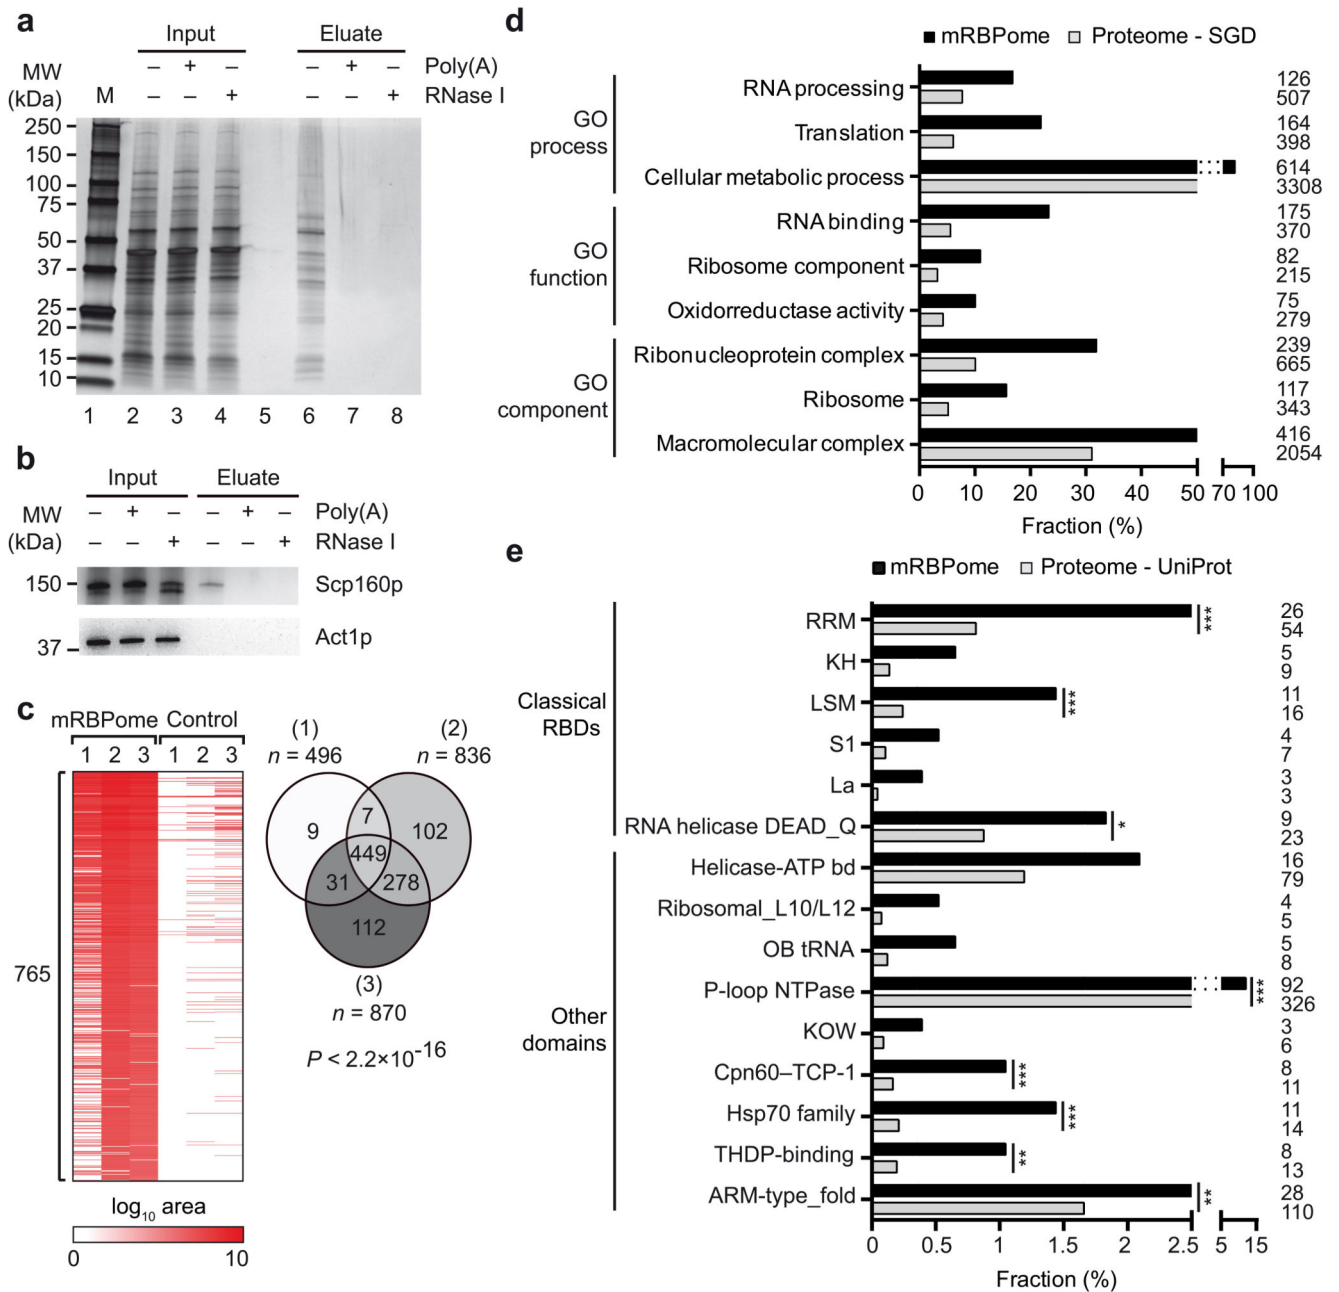 a
Input Eluate
MW – + – – + – Poly(A)
(kDa) M – – + – – + RNase I
250
150
100
75
50
37
25
20
15
10
1 2 3 4 5 6 7 8
b
Input Eluate
MW – + – – + – Poly(A)
(kDa) – – + – – + RNase I
150 Scp160p
37 Act1p
c
mRBPome Control
1 2 3 1 2 3
765
log10 area
0 10
(1) (2)
n = 496 n = 836
7
9 102
449
31 278
112
(3)
n = 870
P < 2.2×10-16
d
mRBPome Proteome - SGD
GO process
RNA processing 126 507
Translation 164 398
Cellular metabolic process 614 3308
GO function
RNA binding 175 370
Ribosome component 82 215
Oxidorreductase activity 75 279
GO component
Ribonucleoprotein complex 239 665
Ribosome 117 343
Macromolecular complex 416 2054
0 10 20 30 40 50 70 100
Fraction (%)
e
mRBPome Proteome - UniProt
Classical RBDs
RRM *** 26 54
KH 5 9
LSM *** 11 16
S1 4 7
La 3 3
RNA helicase DEAD_Q * 9 23
Other domains
Helicase-ATP bd 16 79
Ribosomal_L10/L12 4 5
OB tRNA 5 8
P-loop NTPase *** 92 326
KOW 3 6
Cpn60–TCP-1 *** 8 11
Hsp70 family *** 11 14
THDP-binding ** 8 13
ARM-type_fold ** 28 110
0 0.5 1 2 2.5 5 15
Fraction (%)